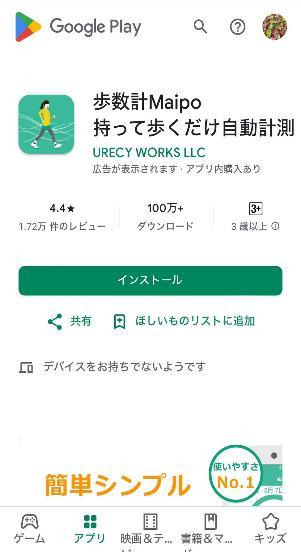 Google Play
歩数計Maipo
持って歩くだけ自動計測
URECY WORKS LLC
広告が表示されます・アプリ内購入あり
4.4★
1.72万 件のレビュー
100万+
ダウンロード
3+
3 歳以上
インストール
共有
ほしいものリストに追加
デバイスをお持ちでないようです
簡単シンプル
使いやすさ
No.1
ゲーム
アプリ
映画&テ...
書籍&マ...
キッズ